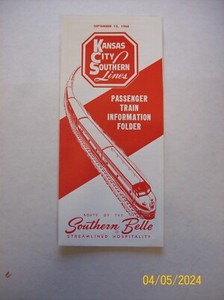 SEPTEMBER 25, 1966
KANSAS
CITY
SOUTHERN
Lines
PASSENGER
TRAIN
INFORMATION
FOLDER
ROUTE OF THE
Southern Belle
STREAMLINED HOSPITALITY
04/05/2024